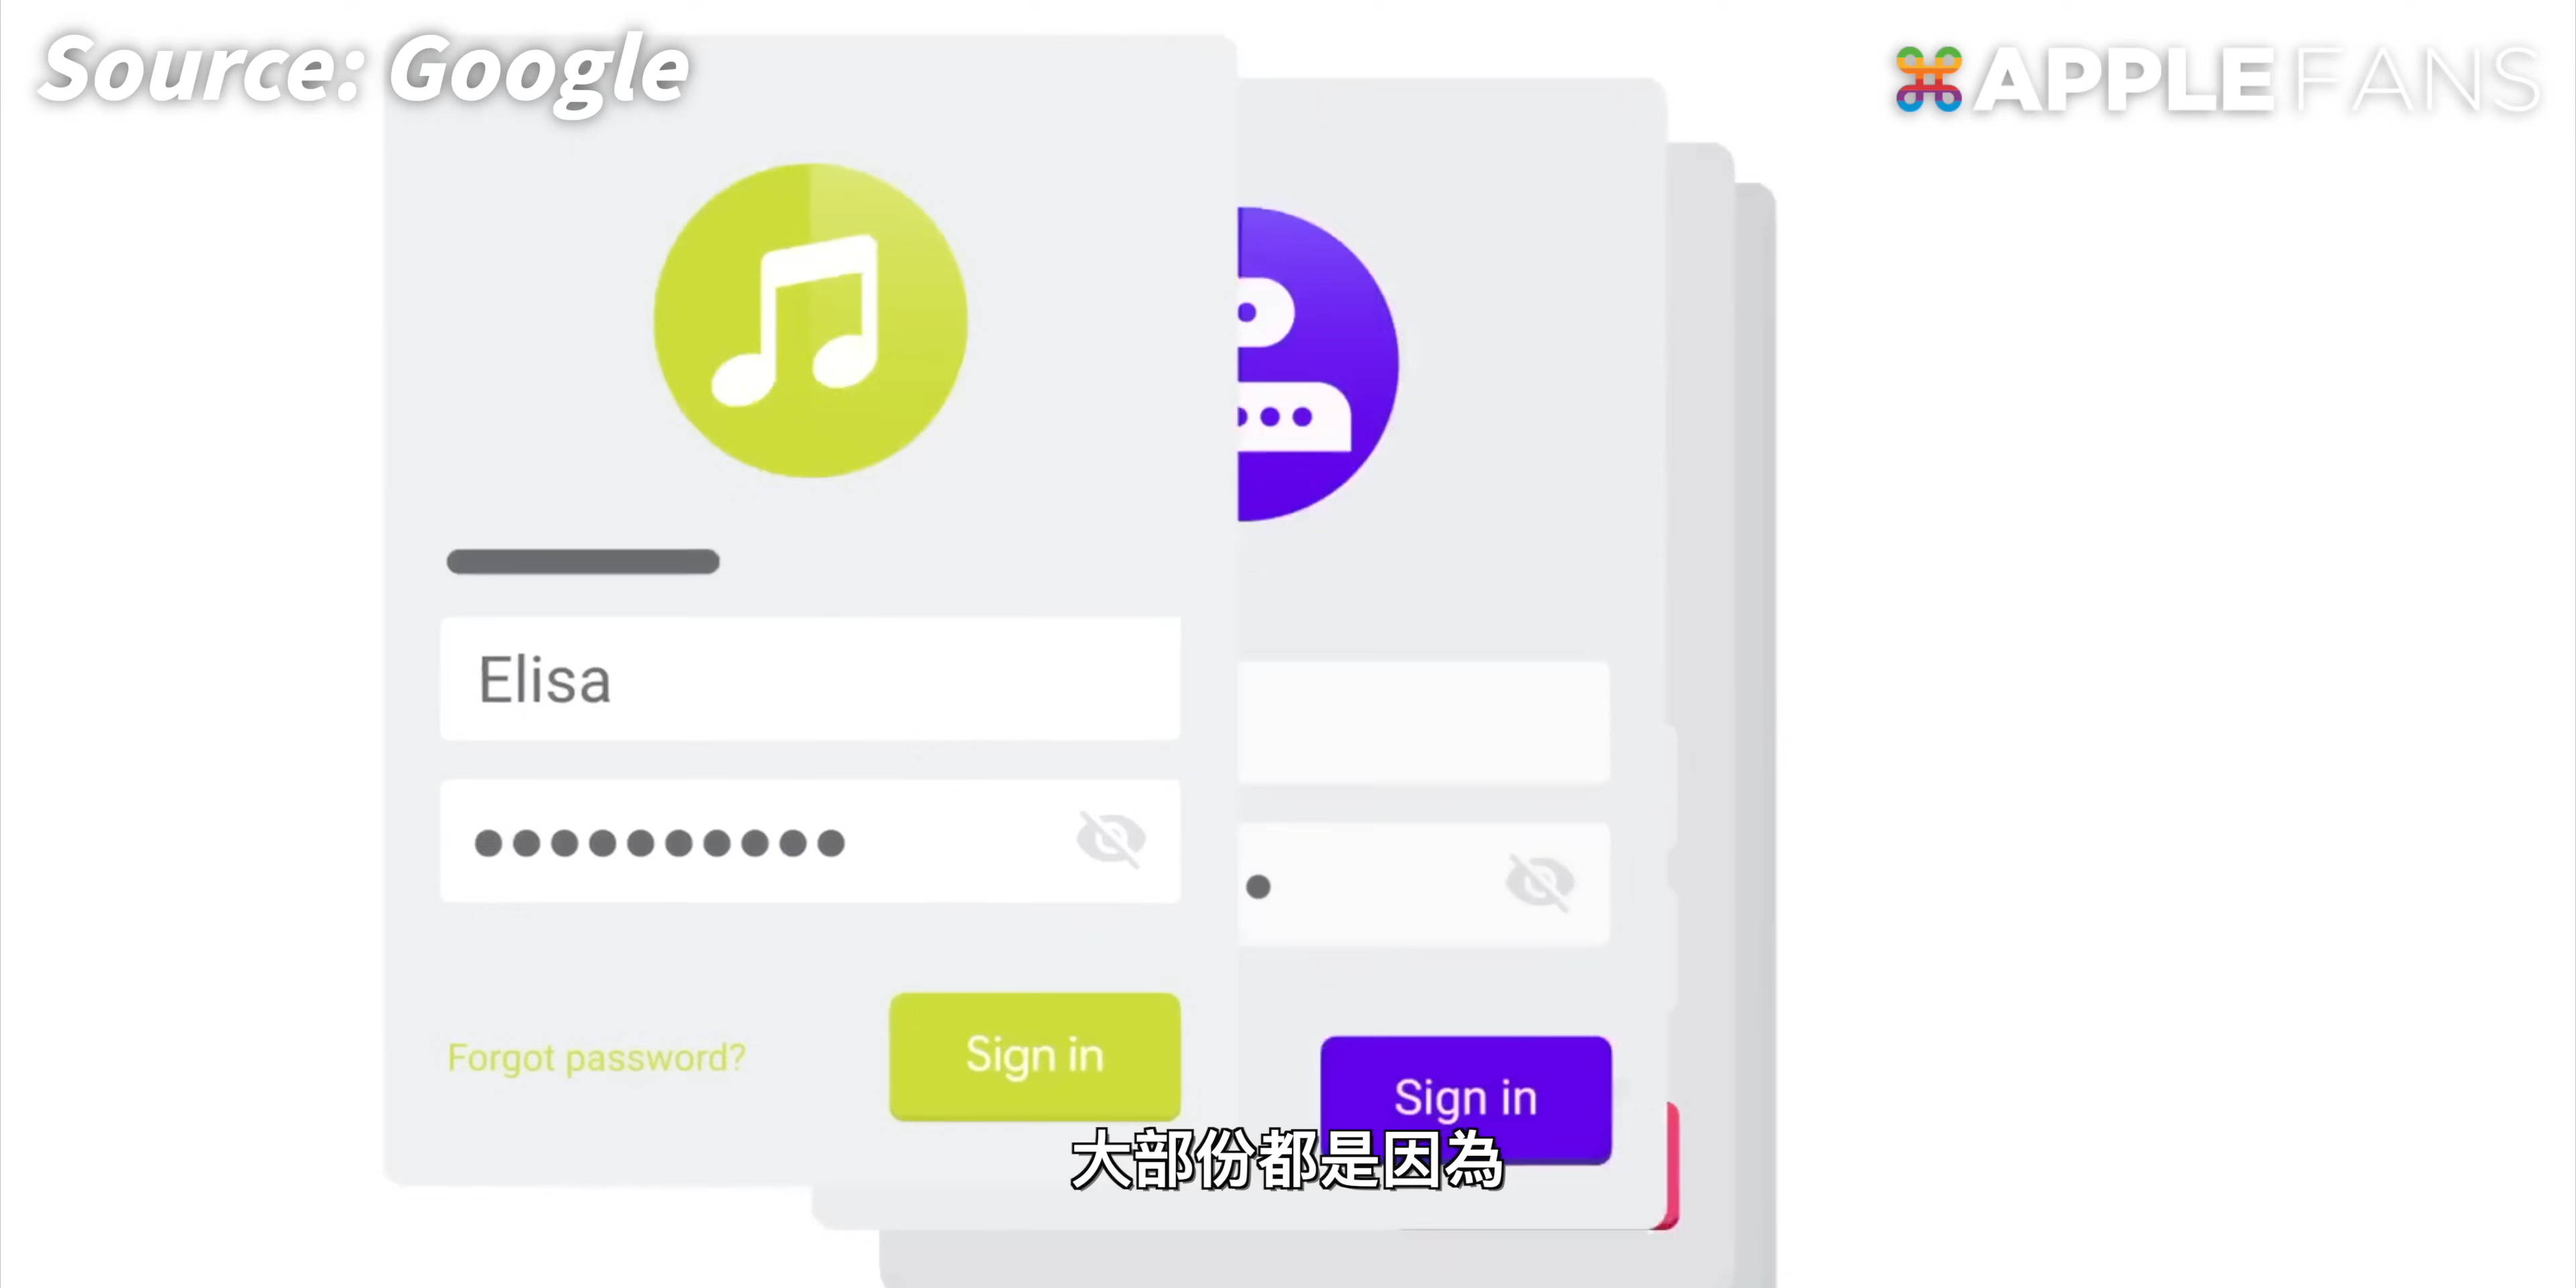 Source: Google
APPLEFANS
Elisa
Forgot password?
Sign in
Sign in
大部份都是因為